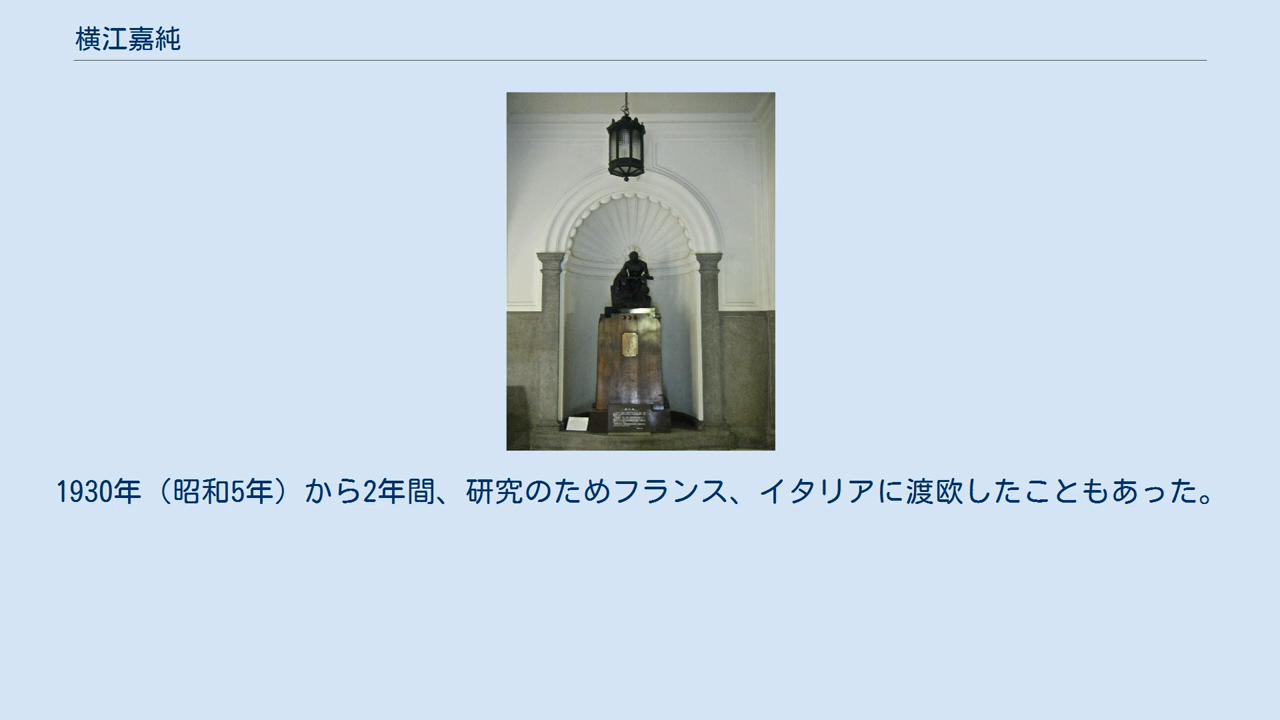 横江嘉純
1930年（昭和5年）から2年間、研究のためフランス、イタリアに渡欧したこともあった。